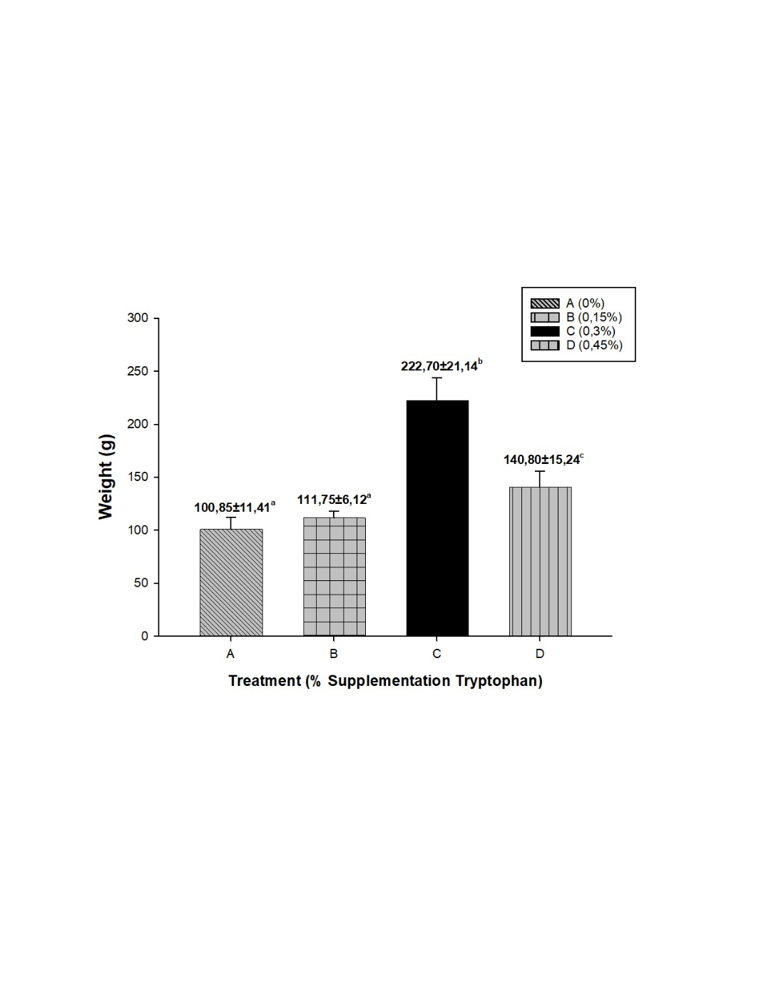 A (0%)
B (0,15%)
C (0,3%)
D (0,45%)
300
250
200
150
100
50
0
Weight (g)
100,85±11,41a
111,75±6,12a
222,70±21,14b
140,80±15,24c
A
B
C
D
Treatment (% Supplementation Tryptophan)